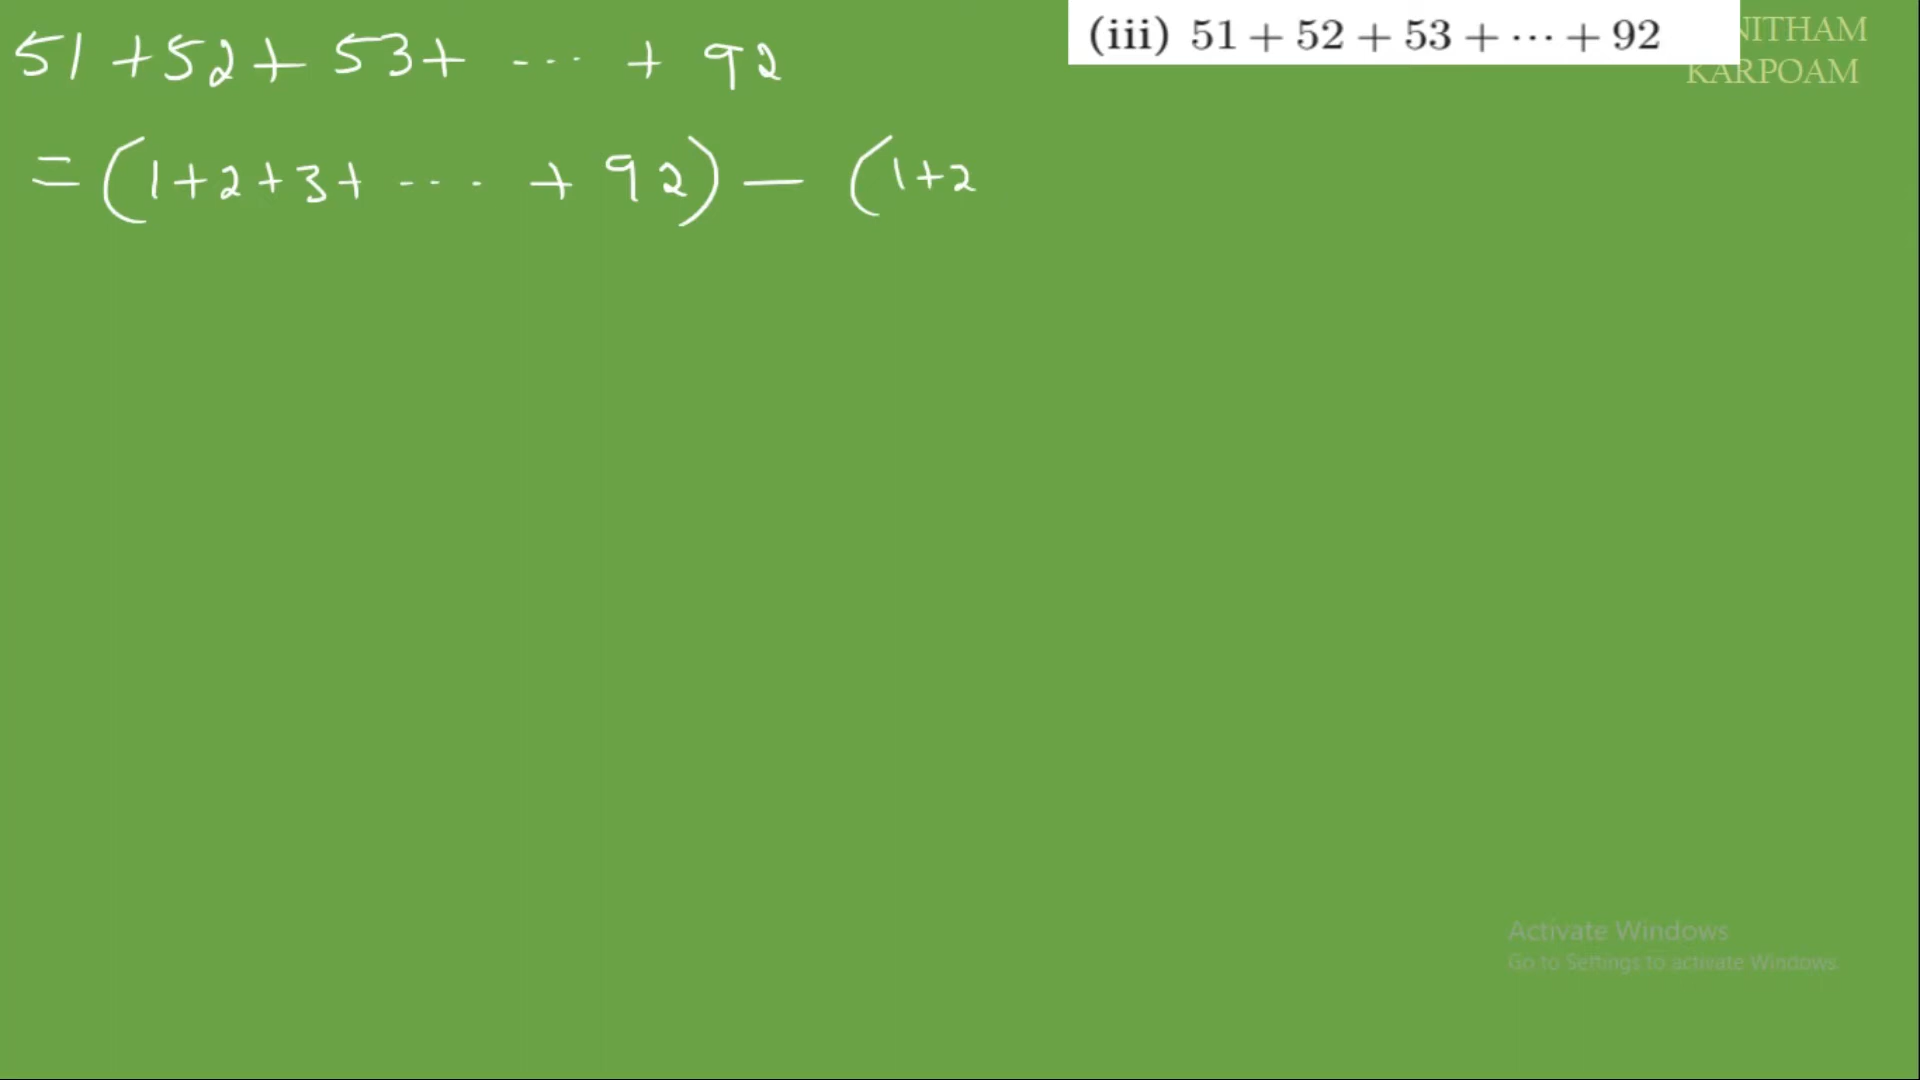 51 + 52 + 53 + --- + 92
(iii) 51 + 52 + 53 + ⋯ + 92
NITHAM
KARPOAM
= (1+2+3+ --- + 92) — (1+2
Activate Windows
Go to Settings to activate Windows.